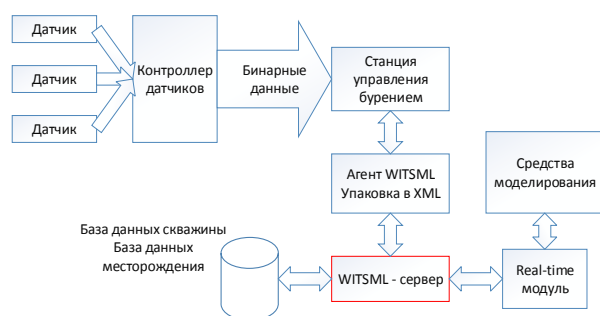 Датчик
Датчик
Датчик
Контроллер
датчиков
Бинарные
данные
Станция
управления
бурением
Агент WITSML
Упаковка в XML
Средства
моделирования
База данных скважины
База данных
месторождения
WITSML - сервер
Real-time
модуль